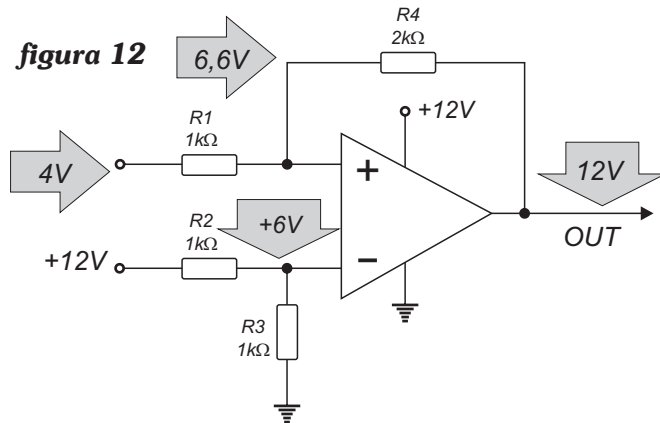 figura 12
6,6V
R4
2kΩ
+12V
R1
1kΩ
4V
+
12V
+6V
R2
1kΩ
+12V
–
OUT
R3
1kΩ